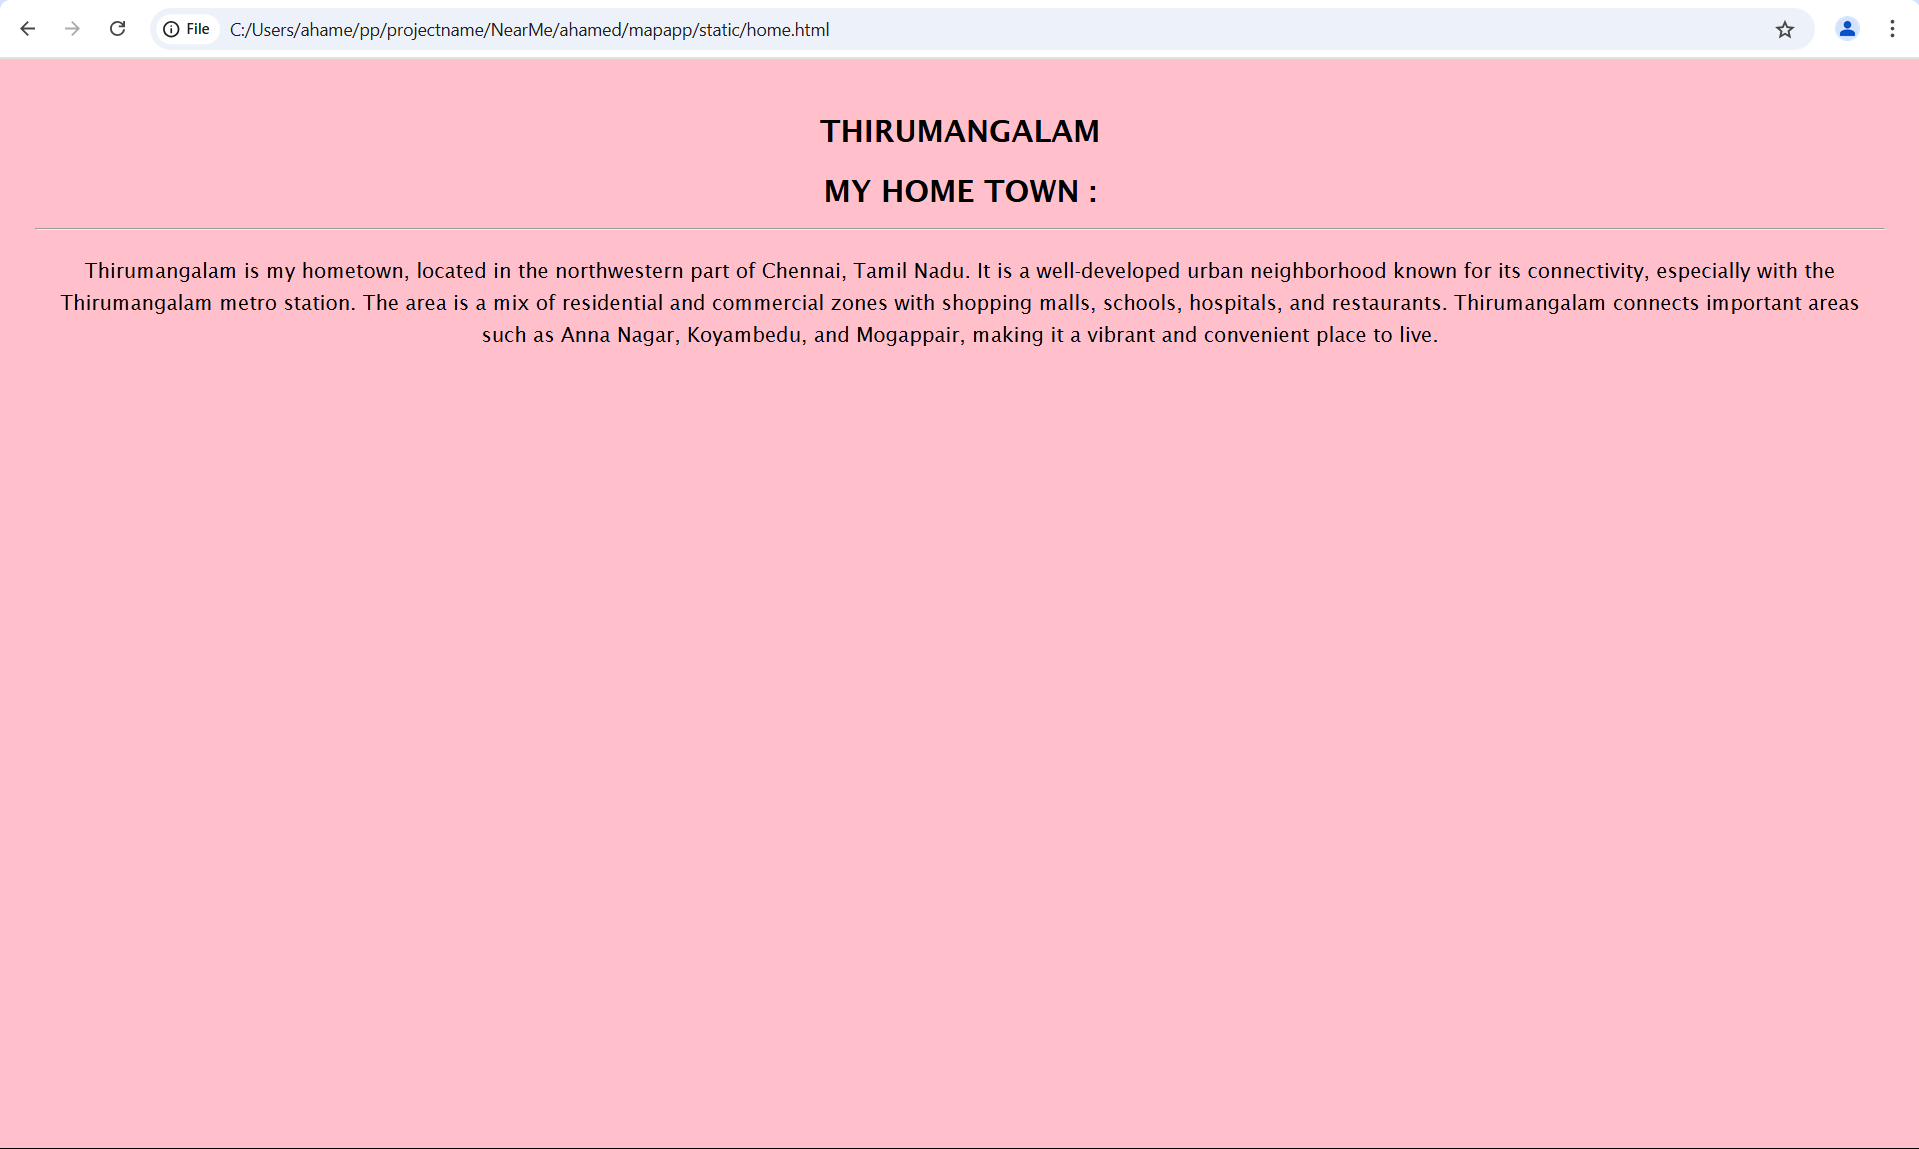 File C:/Users/ahame/pp/projectname/NearMe/ahamed/mapapp/static/home.html
THIRUMANGALAM
MY HOME TOWN :
Thirumangalam is my hometown, located in the northwestern part of Chennai, Tamil Nadu. It is a well-developed urban neighborhood known for its connectivity, especially with the
Thirumangalam metro station. The area is a mix of residential and commercial zones with shopping malls, schools, hospitals, and restaurants. Thirumangalam connects important areas
such as Anna Nagar, Koyambedu, and Mogappair, making it a vibrant and convenient place to live.